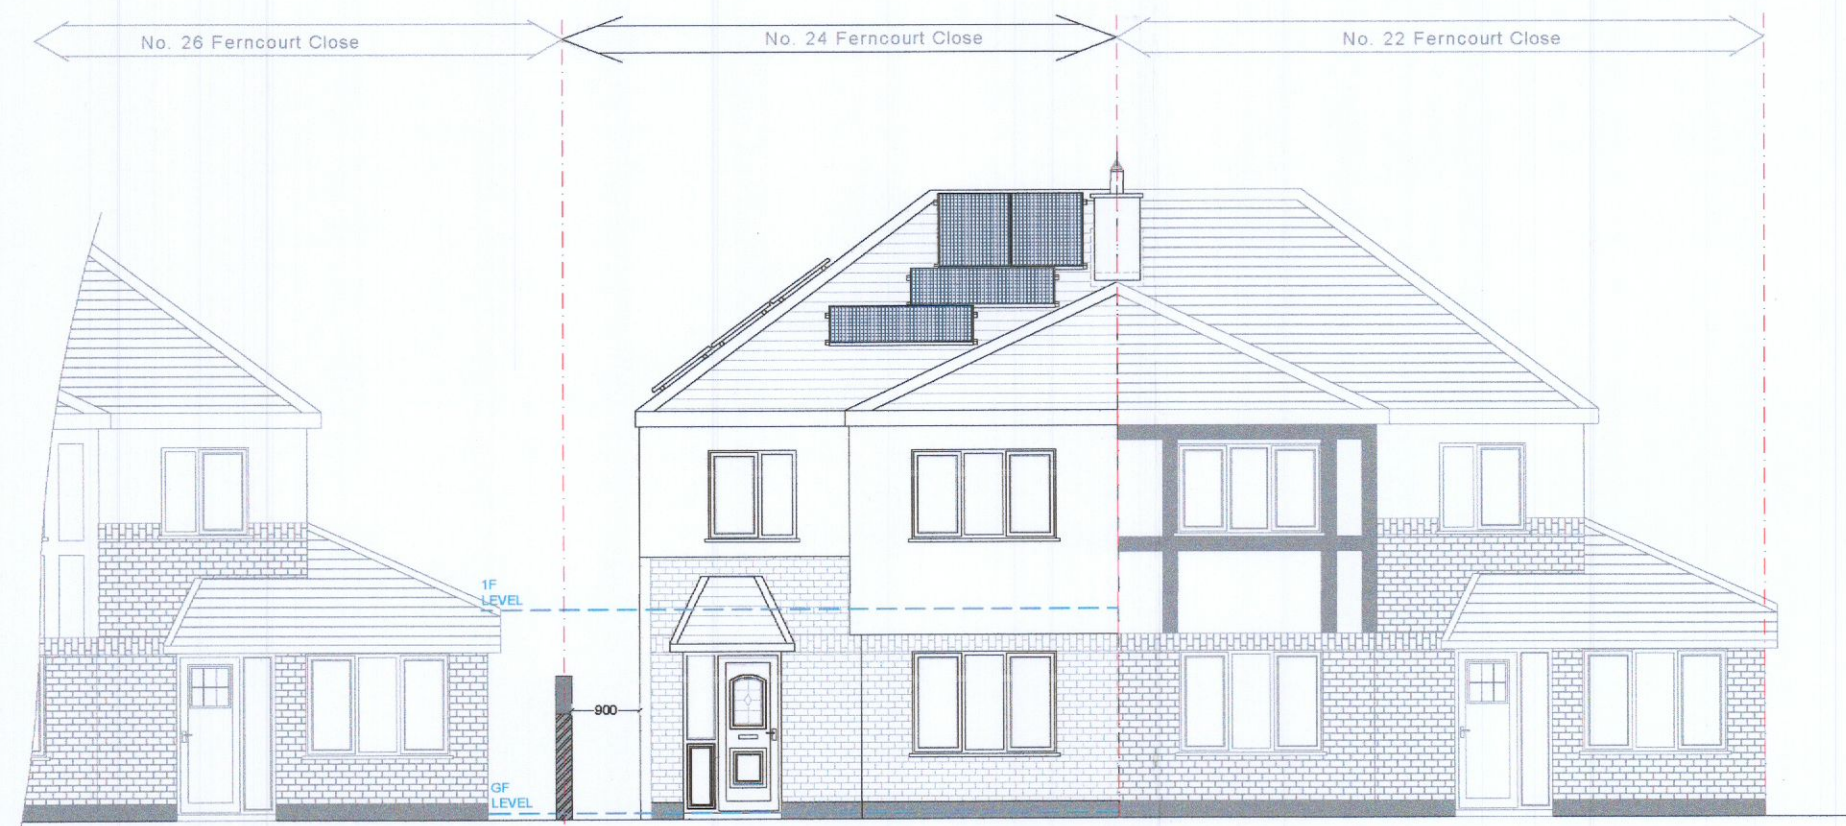 No. 26 Ferncourt Close
No. 24 Ferncourt Close
No. 22 Ferncourt Close
1F
LEVEL
900
GF
LEVEL